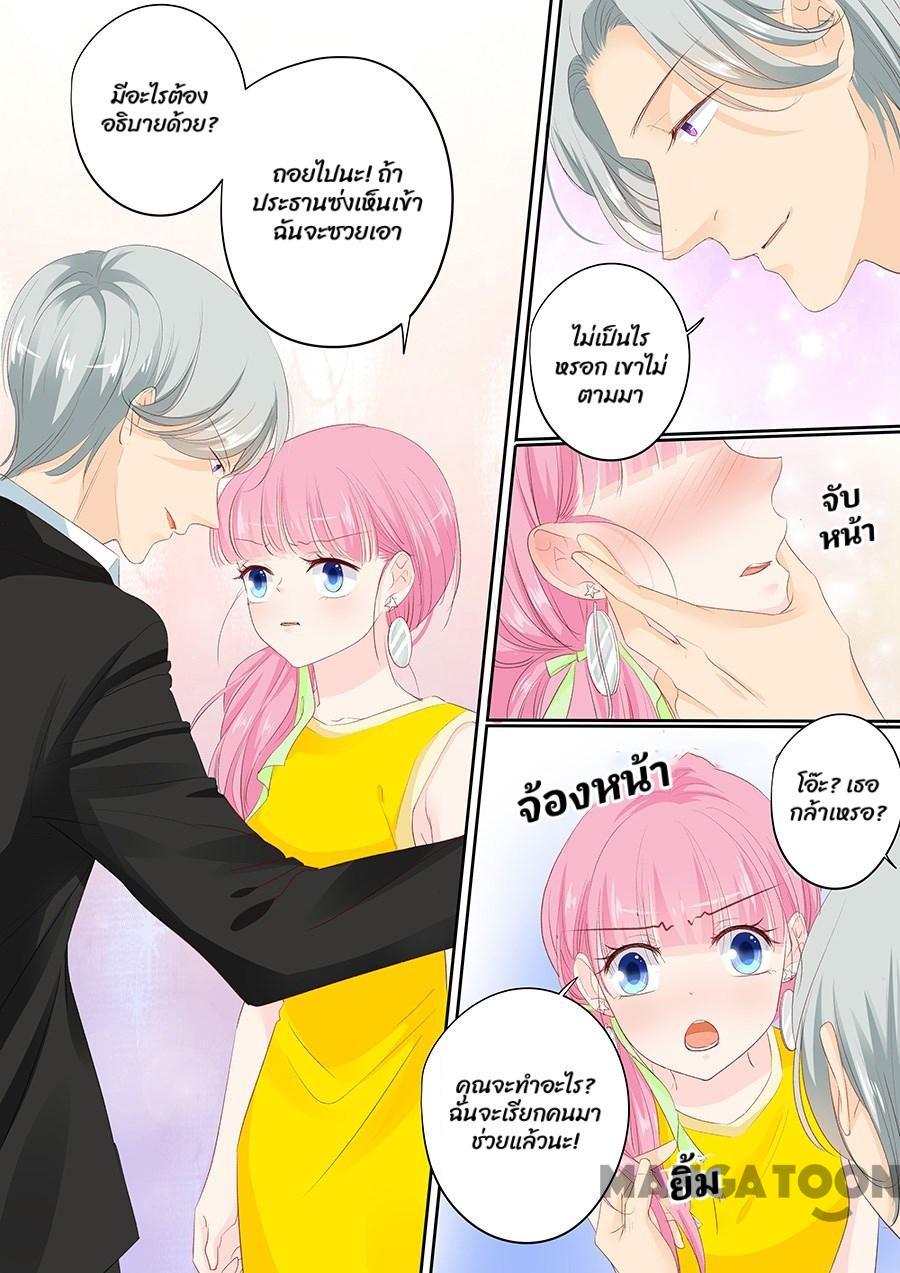 มีอะไรต้อง
อธิบายด้วย?
ถอยไปนะ! ถ้า
ประธานซ่งเห็นเข้า
ฉันจะซวยเอา
ไม่เป็นไร
หรอก เขาไม่
ตามมา
จับ
หน้า
จ้องหน้า
โอ๊ะ? เธอ
กล้าเหรอ?
คุณจะทำอะไร?
ฉันจะเรียกคนมา
ช่วยแล้วนะ!
ยิ้ม
MANGATOON